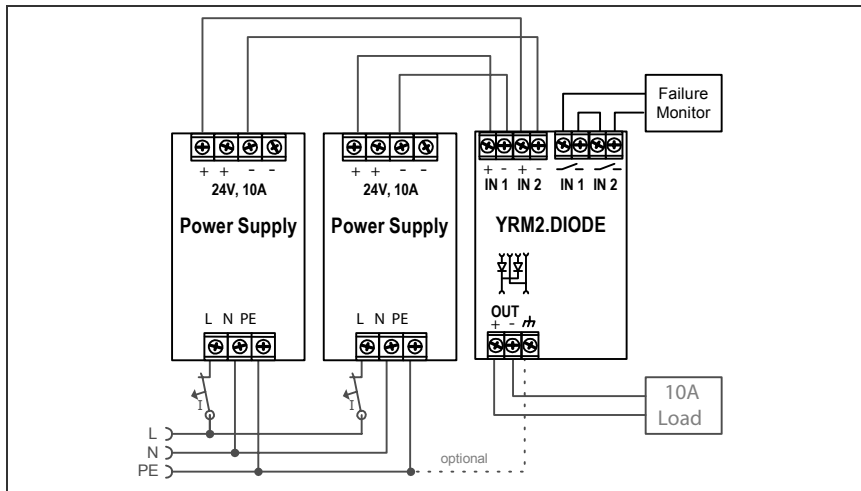 Failure
Monitor
+ + - -
24V, 10A
Power Supply
L N PE
+ + - -
24V, 10A
Power Supply
L N PE
+ - + -
IN 1 IN 2 IN 1 IN 2
YRM2.DIODE
OUT
+ -
I
I
10A
Load
L
N
PE
optional